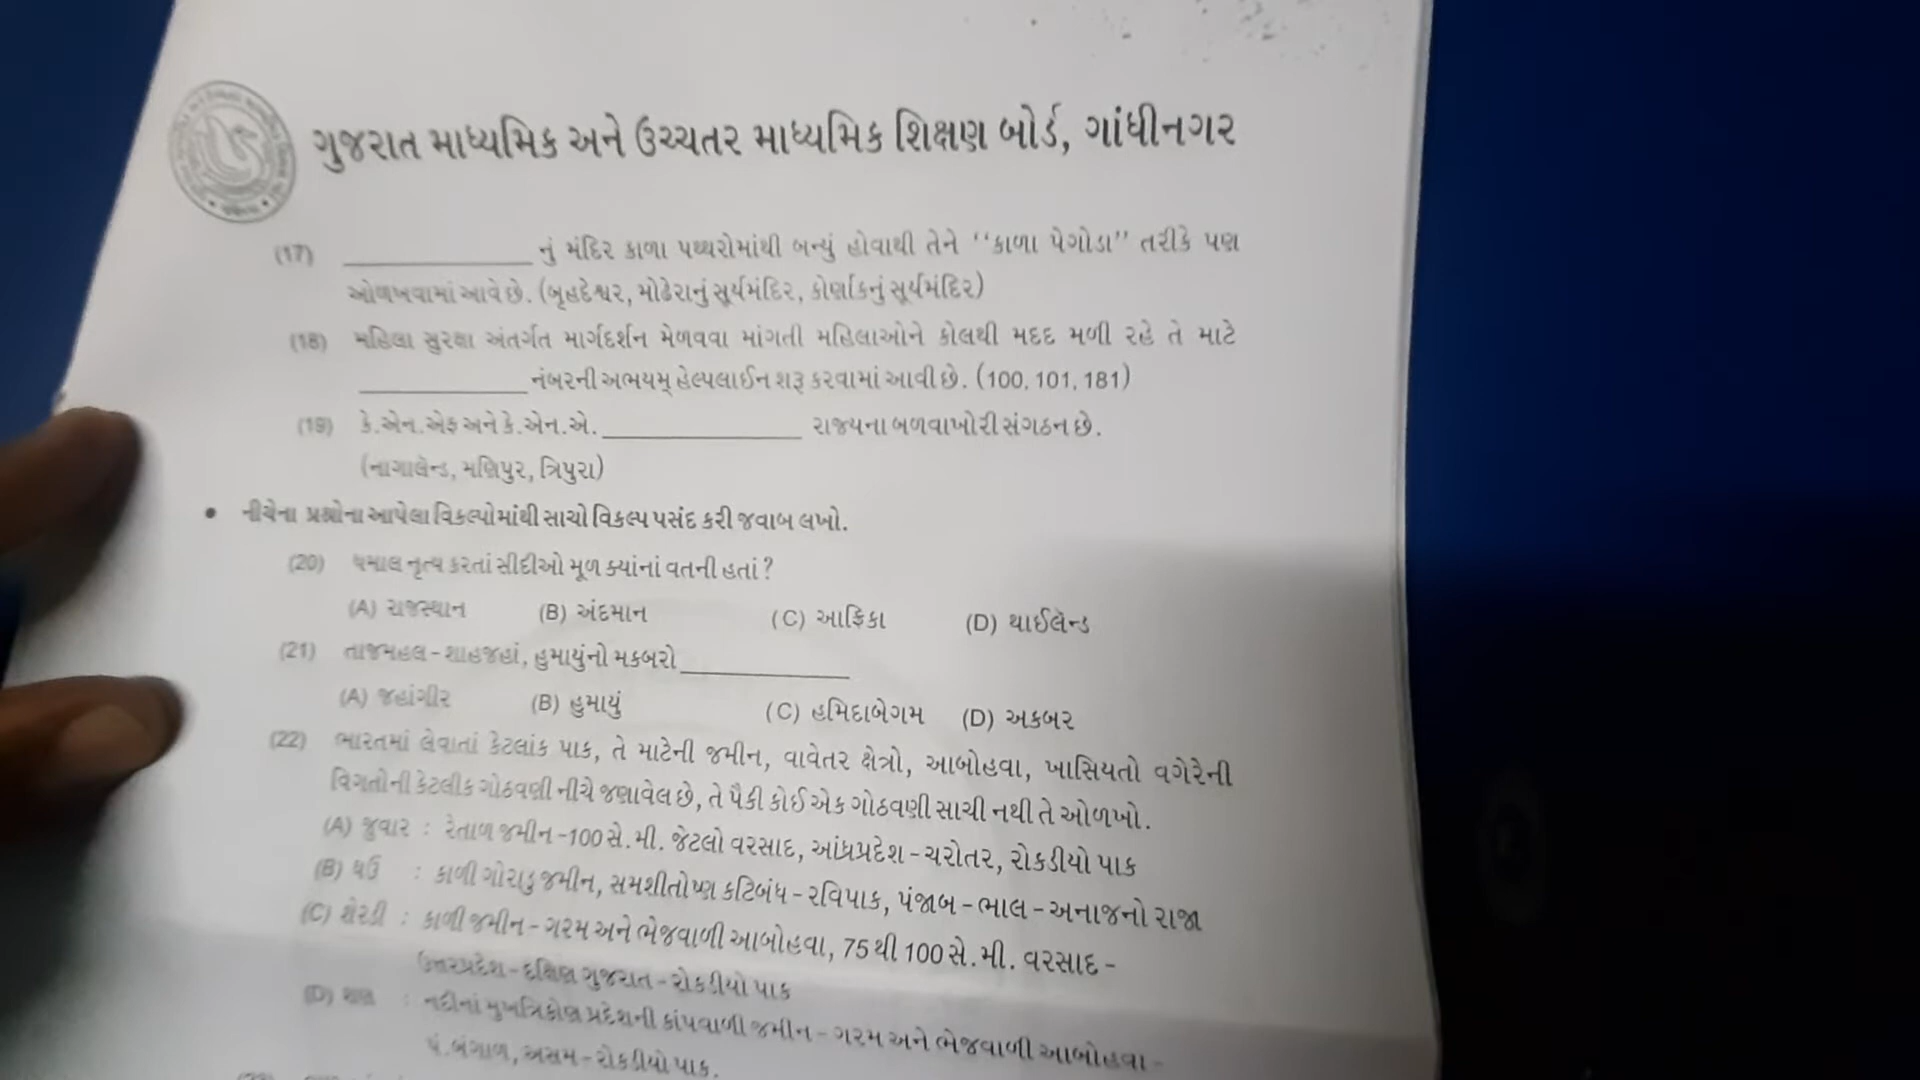 ગુજરાત માધ્યમિક અને ઉચ્ચતર માધ્યમિક શિક્ષણ બોર્ડ, ગાંધીનગર
(17) ____________ નું મંદિર કાળા પથ્થરોમાંથી બન્યું હોવાથી તેને ''કાળા પેગોડા'' તરીકે પણ
ઓળખવામાં આવે છે. (બૃહદેશ્વર, મોઢેરાનું સૂર્યમંદિર, કોર્ણાકનું સૂર્યમંદિર)
(18) મહિલા સુરક્ષા અંતર્ગત માર્ગદર્શન મેળવવા માંગતી મહિલાઓને કોલથી મદદ મળી રહે તે માટે
____________ નંબરની અભયમ્ હેલ્પલાઈન શરૂ કરવામાં આવી છે. (100, 101, 181)
(19) કે.એન.એફ અને કે.એન.એ. ____________ રાજ્યના બળવાખોરી સંગઠન છે.
(નાગાલેન્ડ, મણિપુર, ત્રિપુરા)
• નીચેના પ્રશ્નોના આપેલા વિકલ્પોમાંથી સાચો વિકલ્પ પસંદ કરી જવાબ લખો.
(20) ધમાલ નૃત્ય કરતાં સીદીઓ મૂળ ક્યાંનાં વતની હતાં ?
(A) રાજસ્થાન (B) અંદમાન (C) આફ્રિકા (D) થાઈલેન્ડ
(21) તાજમહલ - શાહજહાં, હુમાયુંનો મકબરો ____________
(A) જહાંગીર (B) હુમાયું (C) હમિદાબેગમ (D) અકબર
(22) ભારતમાં લેવાતાં કેટલાંક પાક, તે માટેની જમીન, વાવેતર ક્ષેત્રો, આબોહવા, ખાસિયતો વગેરેની
વિગતોની કેટલીક ગોઠવણી નીચે જણાવેલ છે, તે પૈકી કોઈ એક ગોઠવણી સાચી નથી તે ઓળખો.
(A) જુવાર : રેતાળ જમીન -100 સે.મી. જેટલો વરસાદ, આંધ્રપ્રદેશ - ચરોતર, રોકડીયો પાક
(B) ઘઉં : કાળી ગોરાડુ જમીન, સમશીતોષ્ણ કટિબંધ - રવિપાક, પંજાબ - ભાલ - અનાજનો રાજા
(C) શેરડી : કાળી જમીન - ગરમ અને ભેજવાળી આબોહવા, 75 થી 100 સે.મી. વરસાદ -
ઉત્તરપ્રદેશ - દક્ષિણ ગુજરાત - રોકડીયો પાક
(D) શણ : નદીનાં મુખત્રિકોણ પ્રદેશની કાંપવાળી જમીન - ગરમ અને ભેજવાળી આબોહવા -
પં.બંગાળ, અસમ - રોકડીયો પાક.